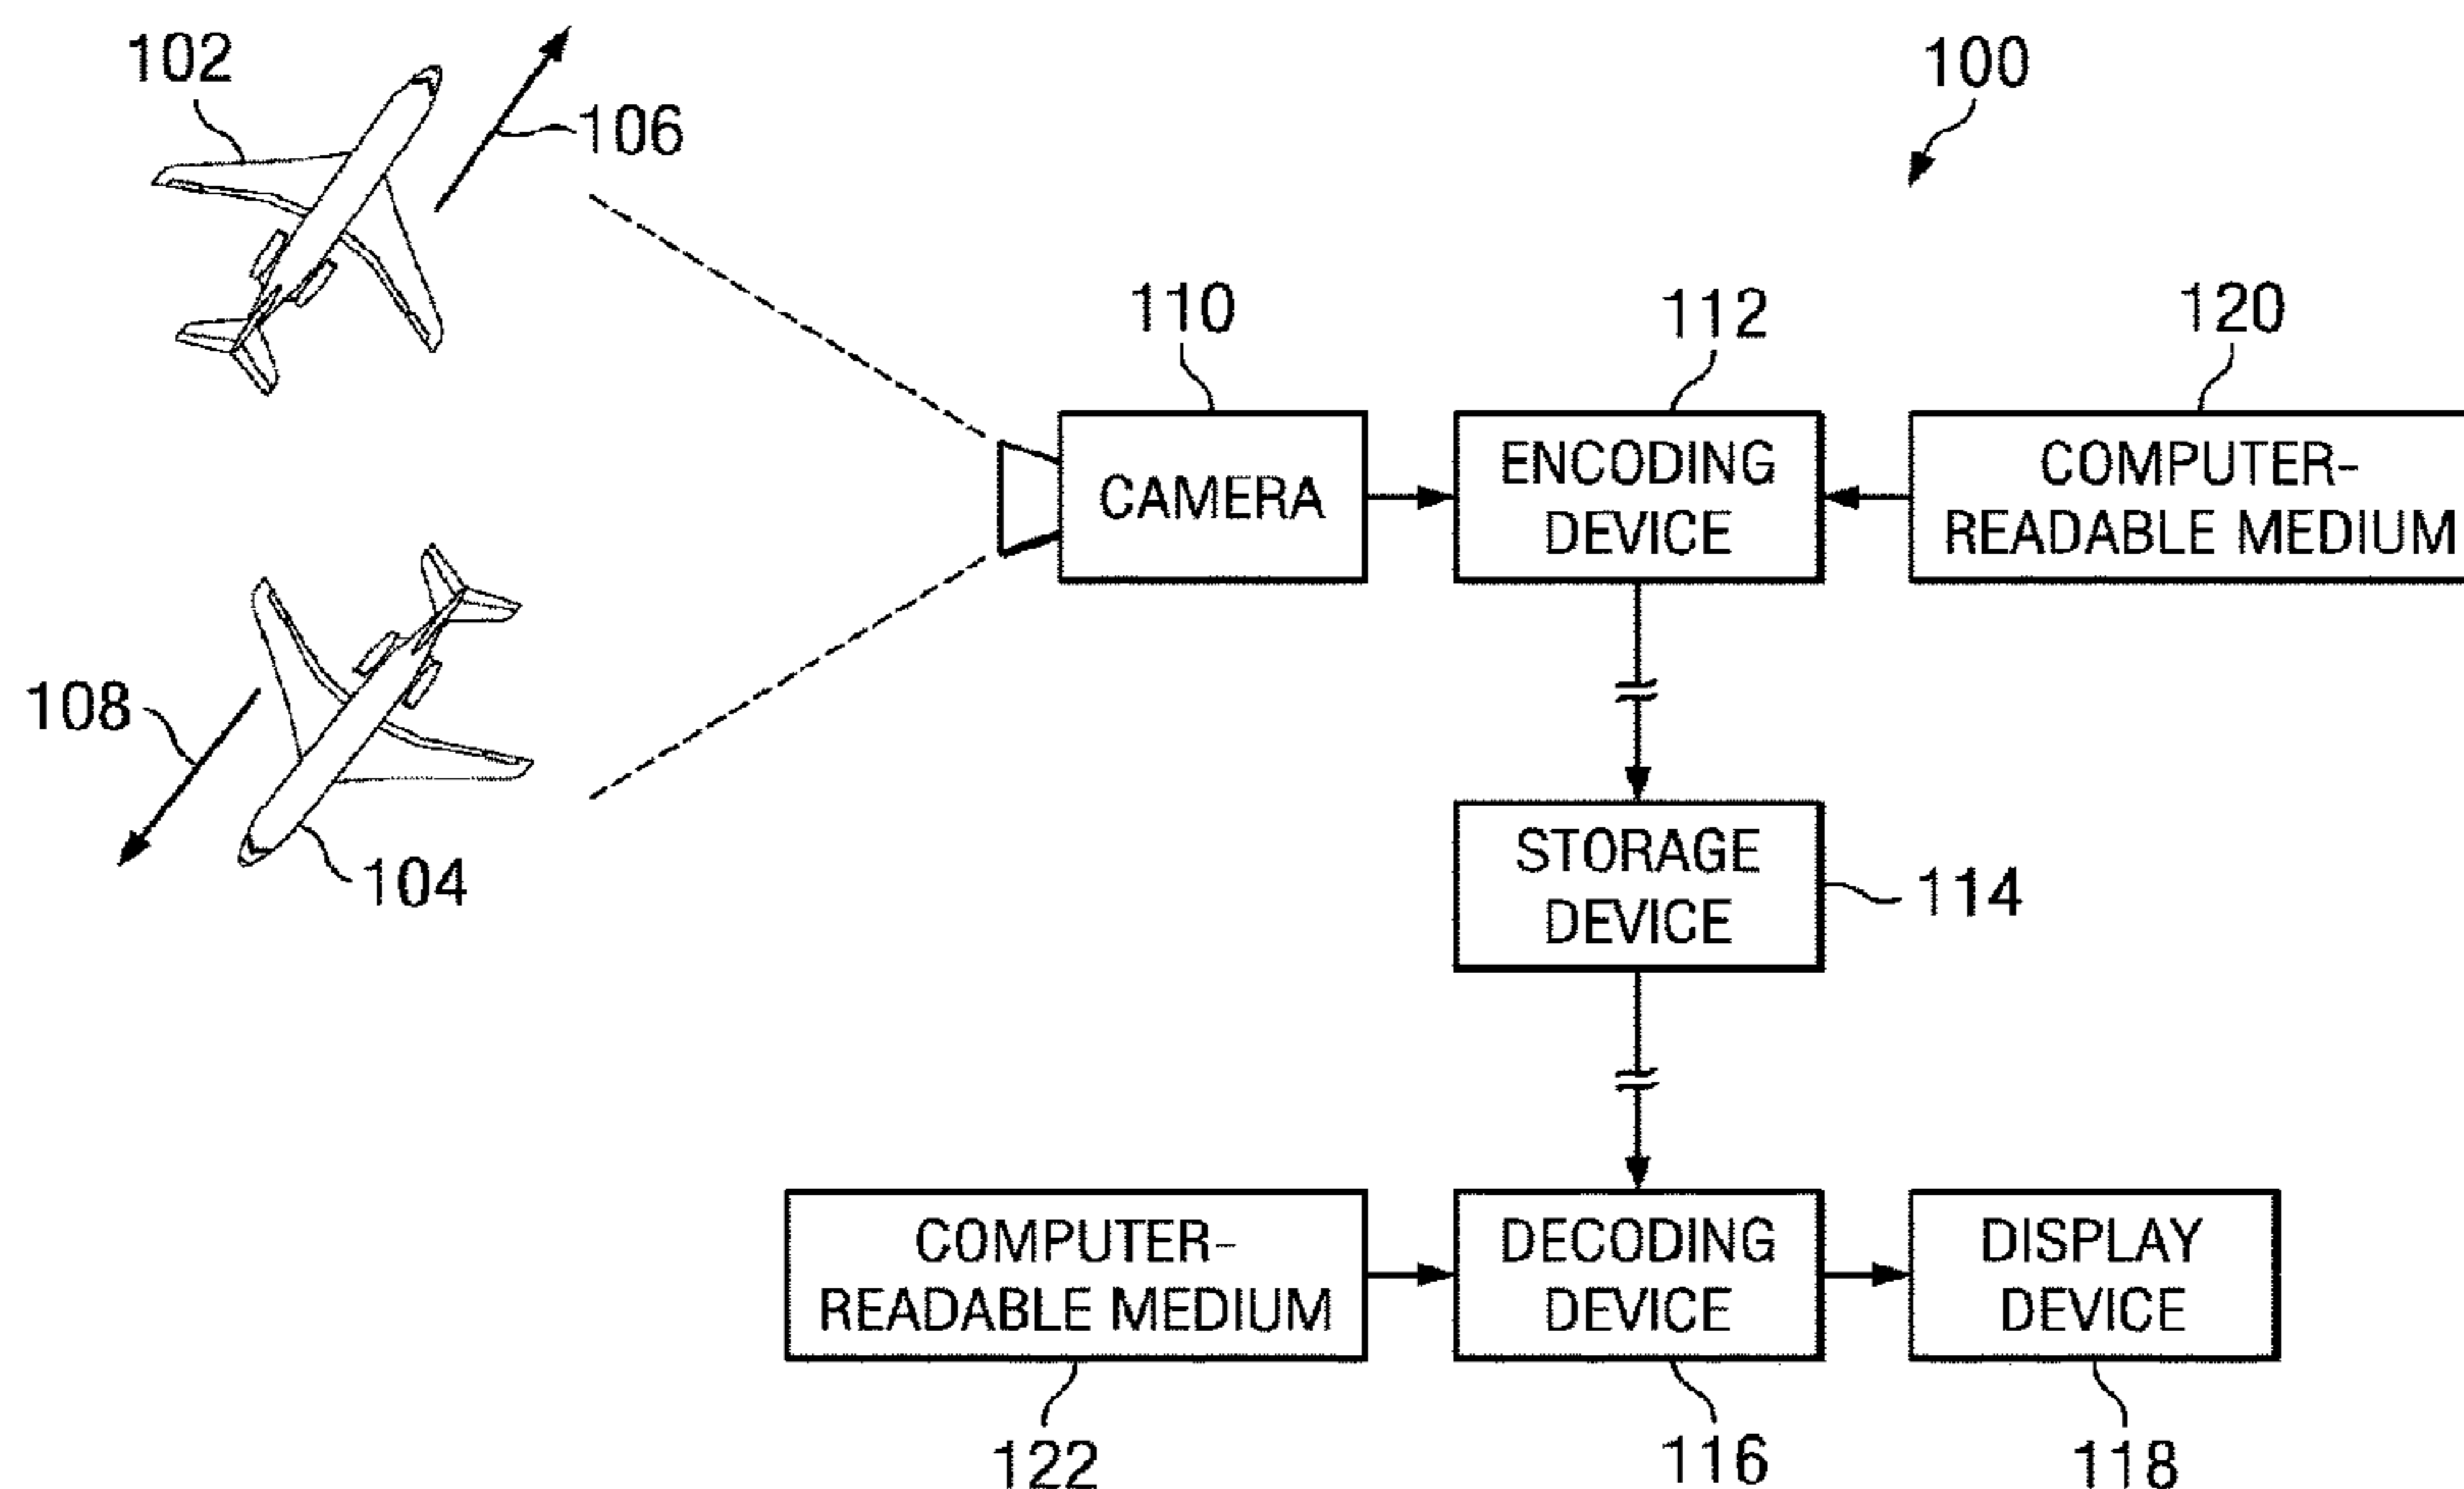 102
106
100
110
112
120
CAMERA
ENCODING
DEVICE
COMPUTER-
READABLE MEDIUM
108
104
STORAGE
DEVICE
114
COMPUTER-
READABLE MEDIUM
DECODING
DEVICE
DISPLAY
DEVICE
122
116
118